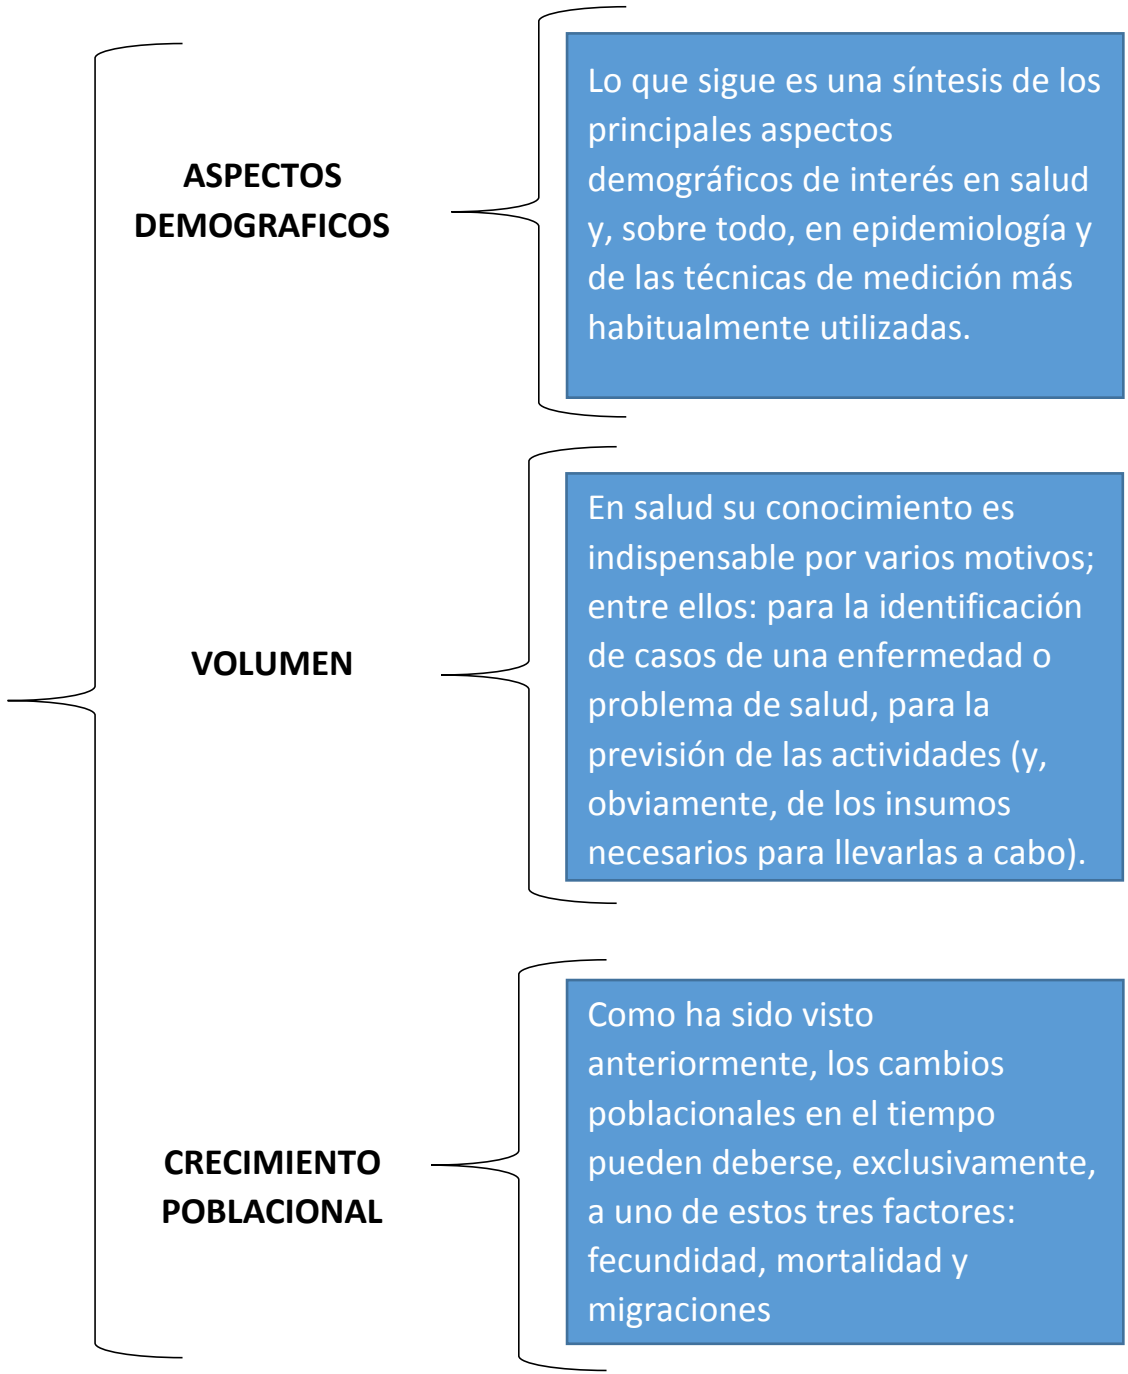 ASPECTOS
DEMOGRAFICOS
Lo que sigue es una síntesis de los
principales aspectos
demográficos de interés en salud
y, sobre todo, en epidemiología y
de las técnicas de medición más
habitualmente utilizadas.
VOLUMEN
En salud su conocimiento es
indispensable por varios motivos;
entre ellos: para la identificación
de casos de una enfermedad o
problema de salud, para la
previsión de las actividades (y,
obviamente, de los insumos
necesarios para llevarlas a cabo).
CRECIMIENTO
POBLACIONAL
Como ha sido visto
anteriormente, los cambios
poblacionales en el tiempo
pueden deberse, exclusivamente,
a uno de estos tres factores:
fecundidad, mortalidad y
migraciones